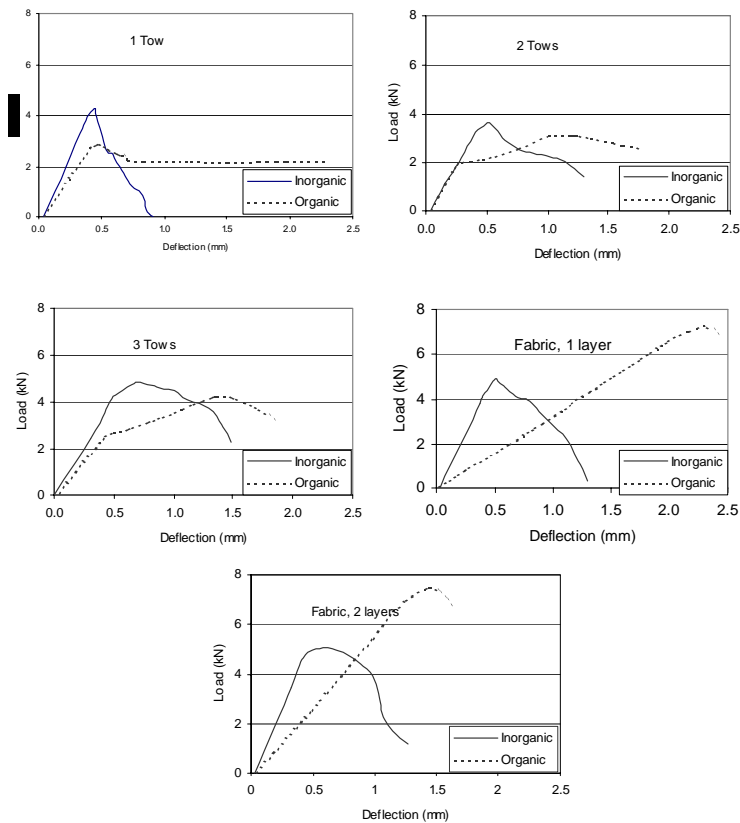 1 Tow
8
6
4
2
0
0.0 0.5 1.0 1.5 2.0 2.5
Deflection (mm)
Inorganic
Organic
2 Tows
Load (kN)
8
6
4
2
0
0.0 0.5 1.0 1.5 2.0 2.5
Deflection (mm)
Inorganic
Organic
3 Tows
Load (kN)
8
6
4
2
0
0.0 0.5 1.0 1.5 2.0 2.5
Deflection (mm)
Inorganic
Organic
Fabric, 1 layer
Load (kN)
8
6
4
2
0
0.0 0.5 1.0 1.5 2.0 2.5
Deflection (mm)
Inorganic
Organic
Fabric, 2 layers
Load (kN)
8
6
4
2
0
0 0.5 1 1.5 2 2.5
Deflection (mm)
Inorganic
Organic